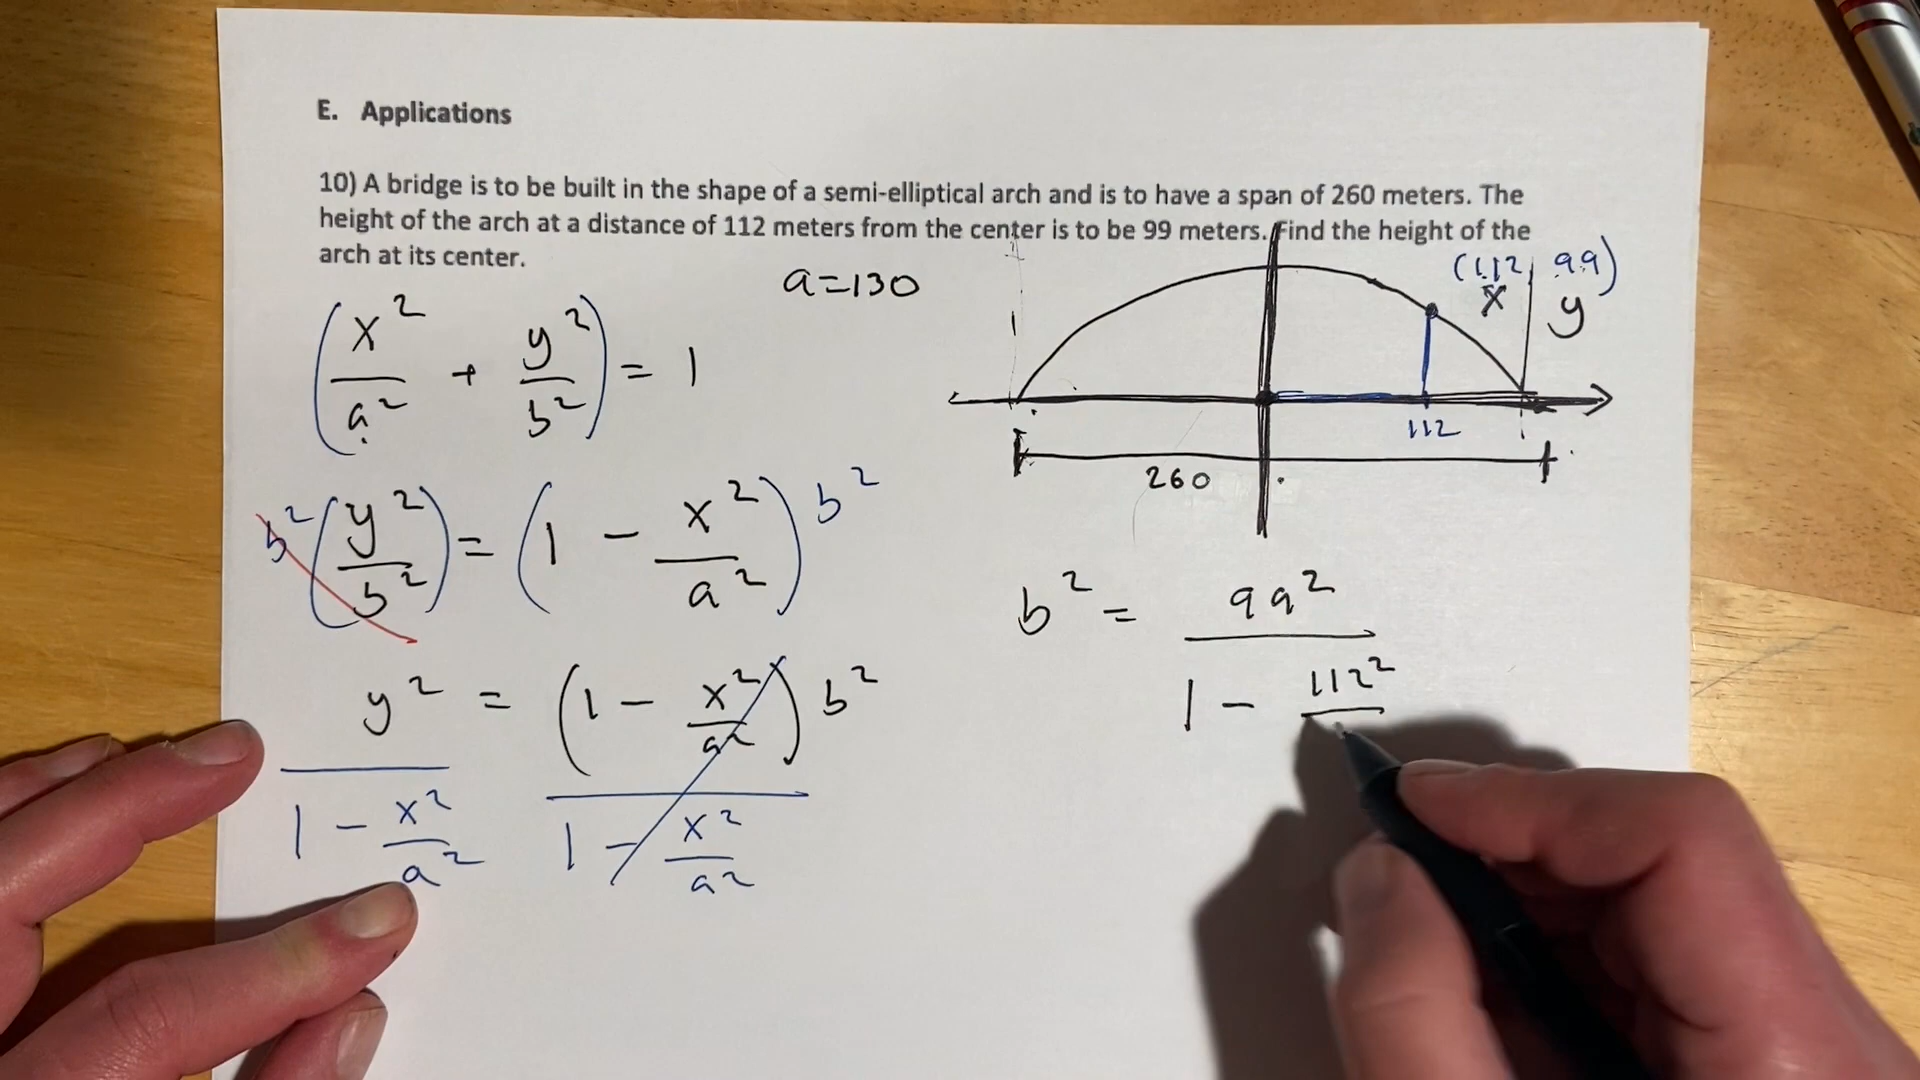 E. Applications
10) A bridge is to be built in the shape of a semi-elliptical arch and is to have a span of 260 meters. The
height of the arch at a distance of 112 meters from the center is to be 99 meters. Find the height of the
arch at its center.
a=130
(112, 99)
x y
112
260
(x²/a² + y²/b²) = 1
b²(y²/b²) = (1 - x²/a²) b²
y² = (1 - x²/a²) b²
1 - x²/a² 1 - x²/a²
b² = 99²
1 - 112²